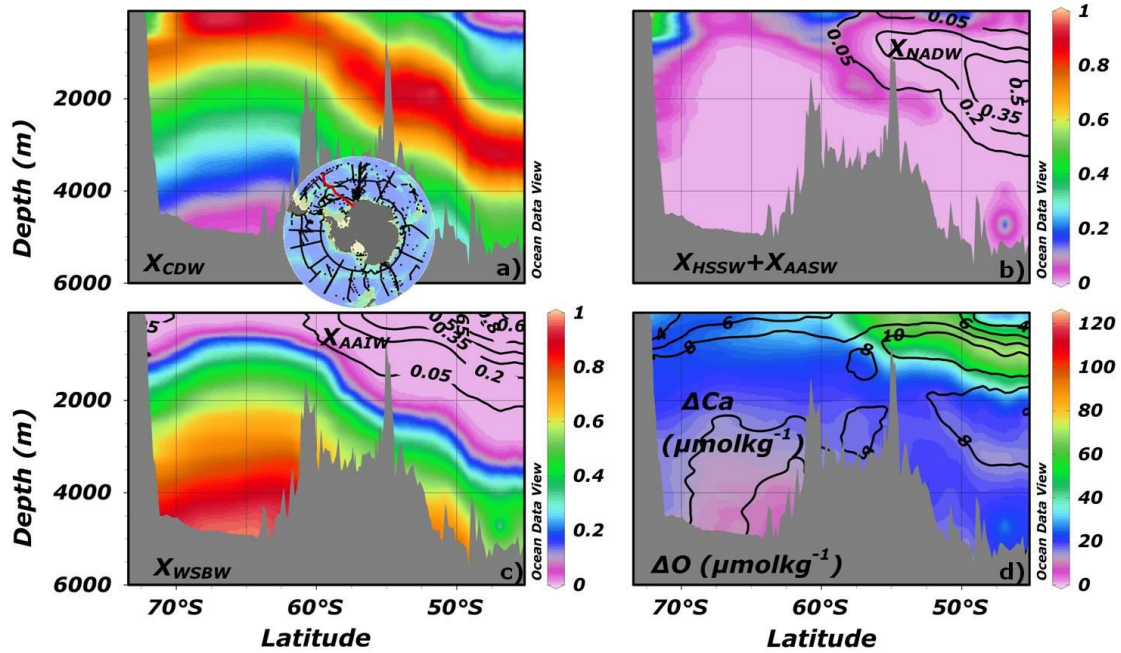 2000
4000
6000
Depth (m)
X_CDW
a)
Ocean Data View
0.05
0.05
X_NADW
0.5
0.35
0.2
X_HSSW+X_AASW
b)
Ocean Data View
1
0.8
0.6
0.4
0.2
0
2000
4000
6000
Depth (m)
X_AAIW
0.35
0.2
0.05
X_WSBW
c)
Ocean Data View
1
0.8
0.6
0.4
0.2
0
70°S
60°S
50°S
Latitude
4
6
8
8
10
6
4
8
ΔCa
(μmolkg⁻¹)
ΔO (μmolkg⁻¹)
d)
Ocean Data View
120
100
80
60
40
20
0
70°S
60°S
50°S
Latitude